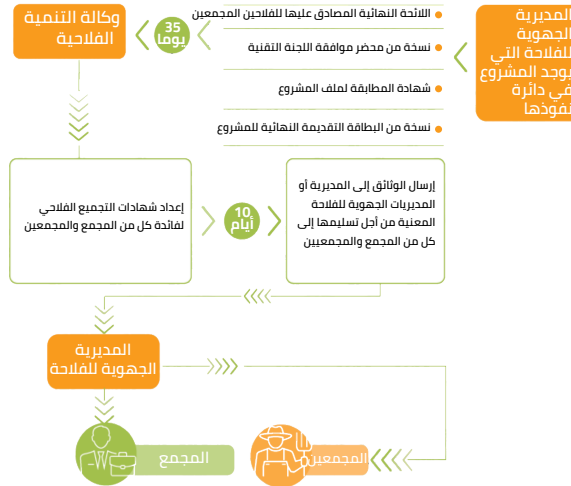 المديرية
الجهوية
للفلاحة التي
يوجد المشروع
في دائرة
نفوذها
اللائحة النهائية المصادق عليها للفلاحين المجمعين
نسخة من محضر موافقة اللجنة التقنية
شهادة المطابقة لملف المشروع
نسخة من البطاقة التقديمة النهائية للمشروع
35
يوما
وكالة التنمية
الفلاحية
إعداد شهادات التجميع الفلاحي
لفائدة كل من المجمع والمجمعين
10
أيام
إرسال الوثائق إلى المديرية أو
المديريات الجهوية للفلاحة
المعنية من أجل تسليمها إلى
كل من المجمع والمجمعيين
المديرية
الجهوية للفلاحة
المجمعين
المجمع